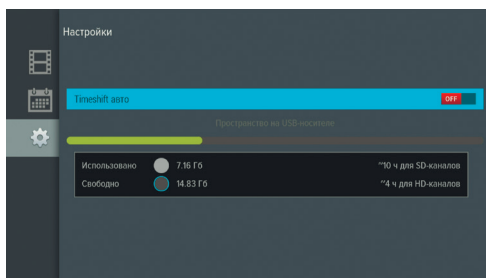 Настройки
Timeshift авто OFF
Пространство на USB-носителе
Использовано 7.16 Гб ~10 ч для SD-каналов
Свободно 14.83 Гб ~4 ч для HD-каналов